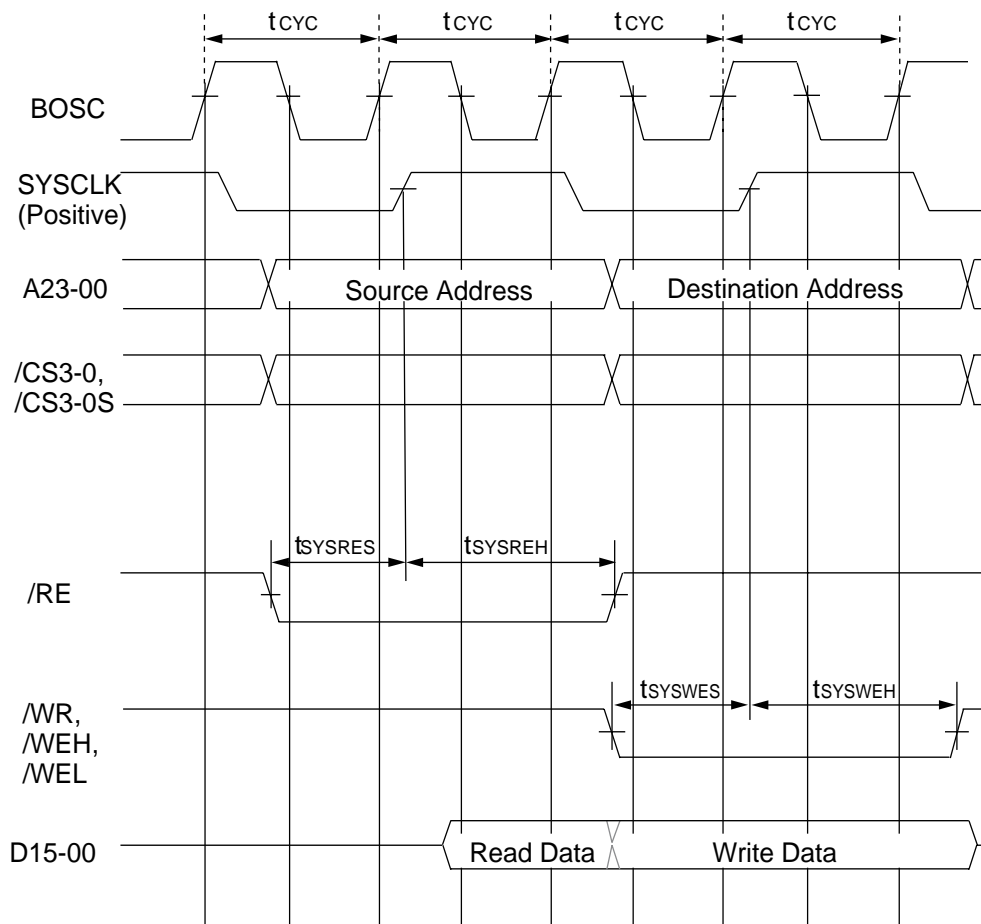 tCYC tCYC tCYC tCYC
BOSC
SYSCLK
(Positive)
A23-00
Source Address
Destination Address
/CS3-0,
/CS3-0S
tSYSRES tSYSREH
/RE
tSYSWES tSYSWEH
/WR,
/WEH,
/WEL
D15-00
Read Data
Write Data